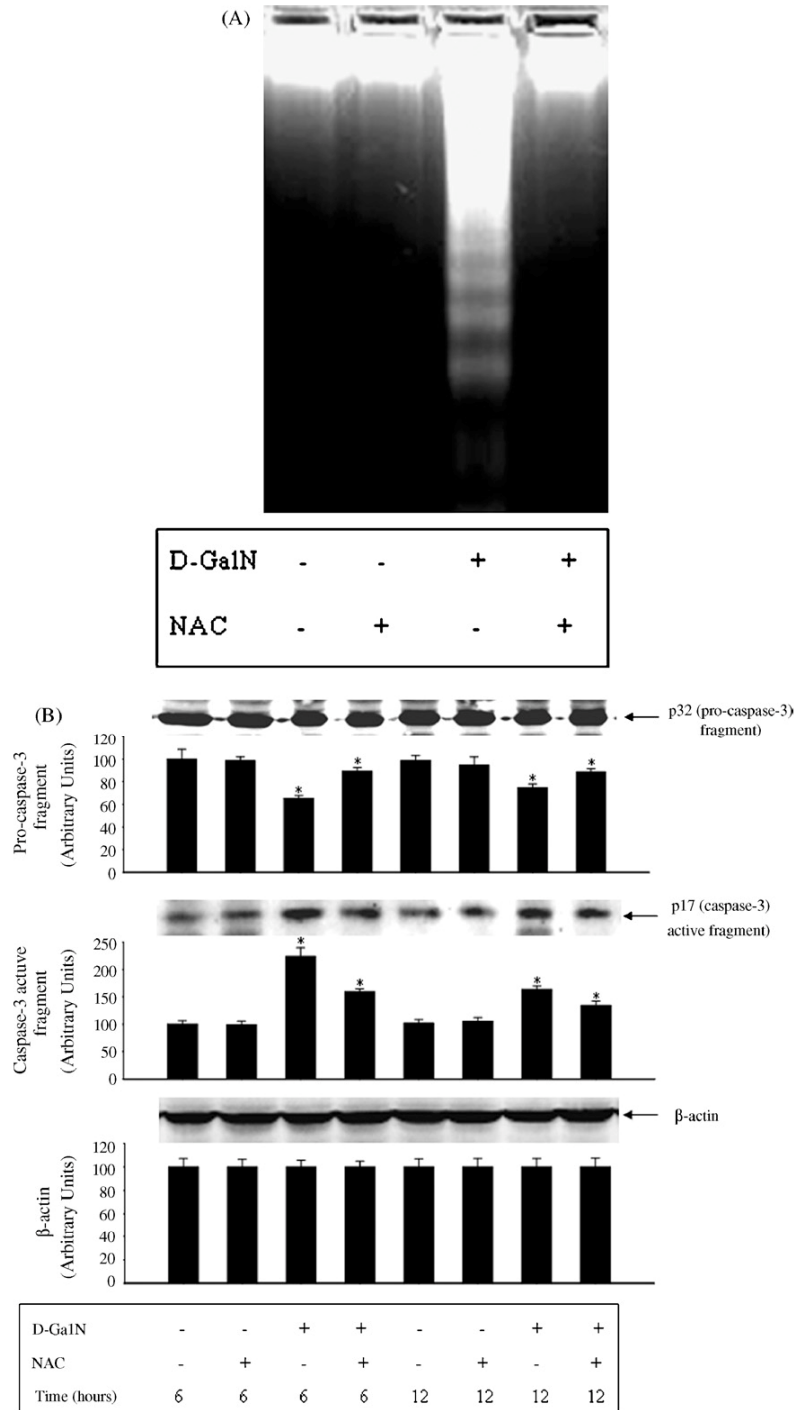 (A)
D-GalN - - + +
NAC - + - +
(B)
p32 (pro-caspase-3)
fragment)
Pro-caspase-3
fragment
(Arbitrary Units)
120
100
80
60
40
20
0
* * * *
p17 (caspase-3)
active fragment)
Caspase-3 actuve
fragment
(Arbitrary Units)
250
200
150
100
50
0
* * * *
β-actin
β-actin
(Arbitrary Units)
120
100
80
60
40
20
0
D-GalN - - + + - - + +
NAC - + - + - + - +
Time (hours) 6 6 6 6 12 12 12 12